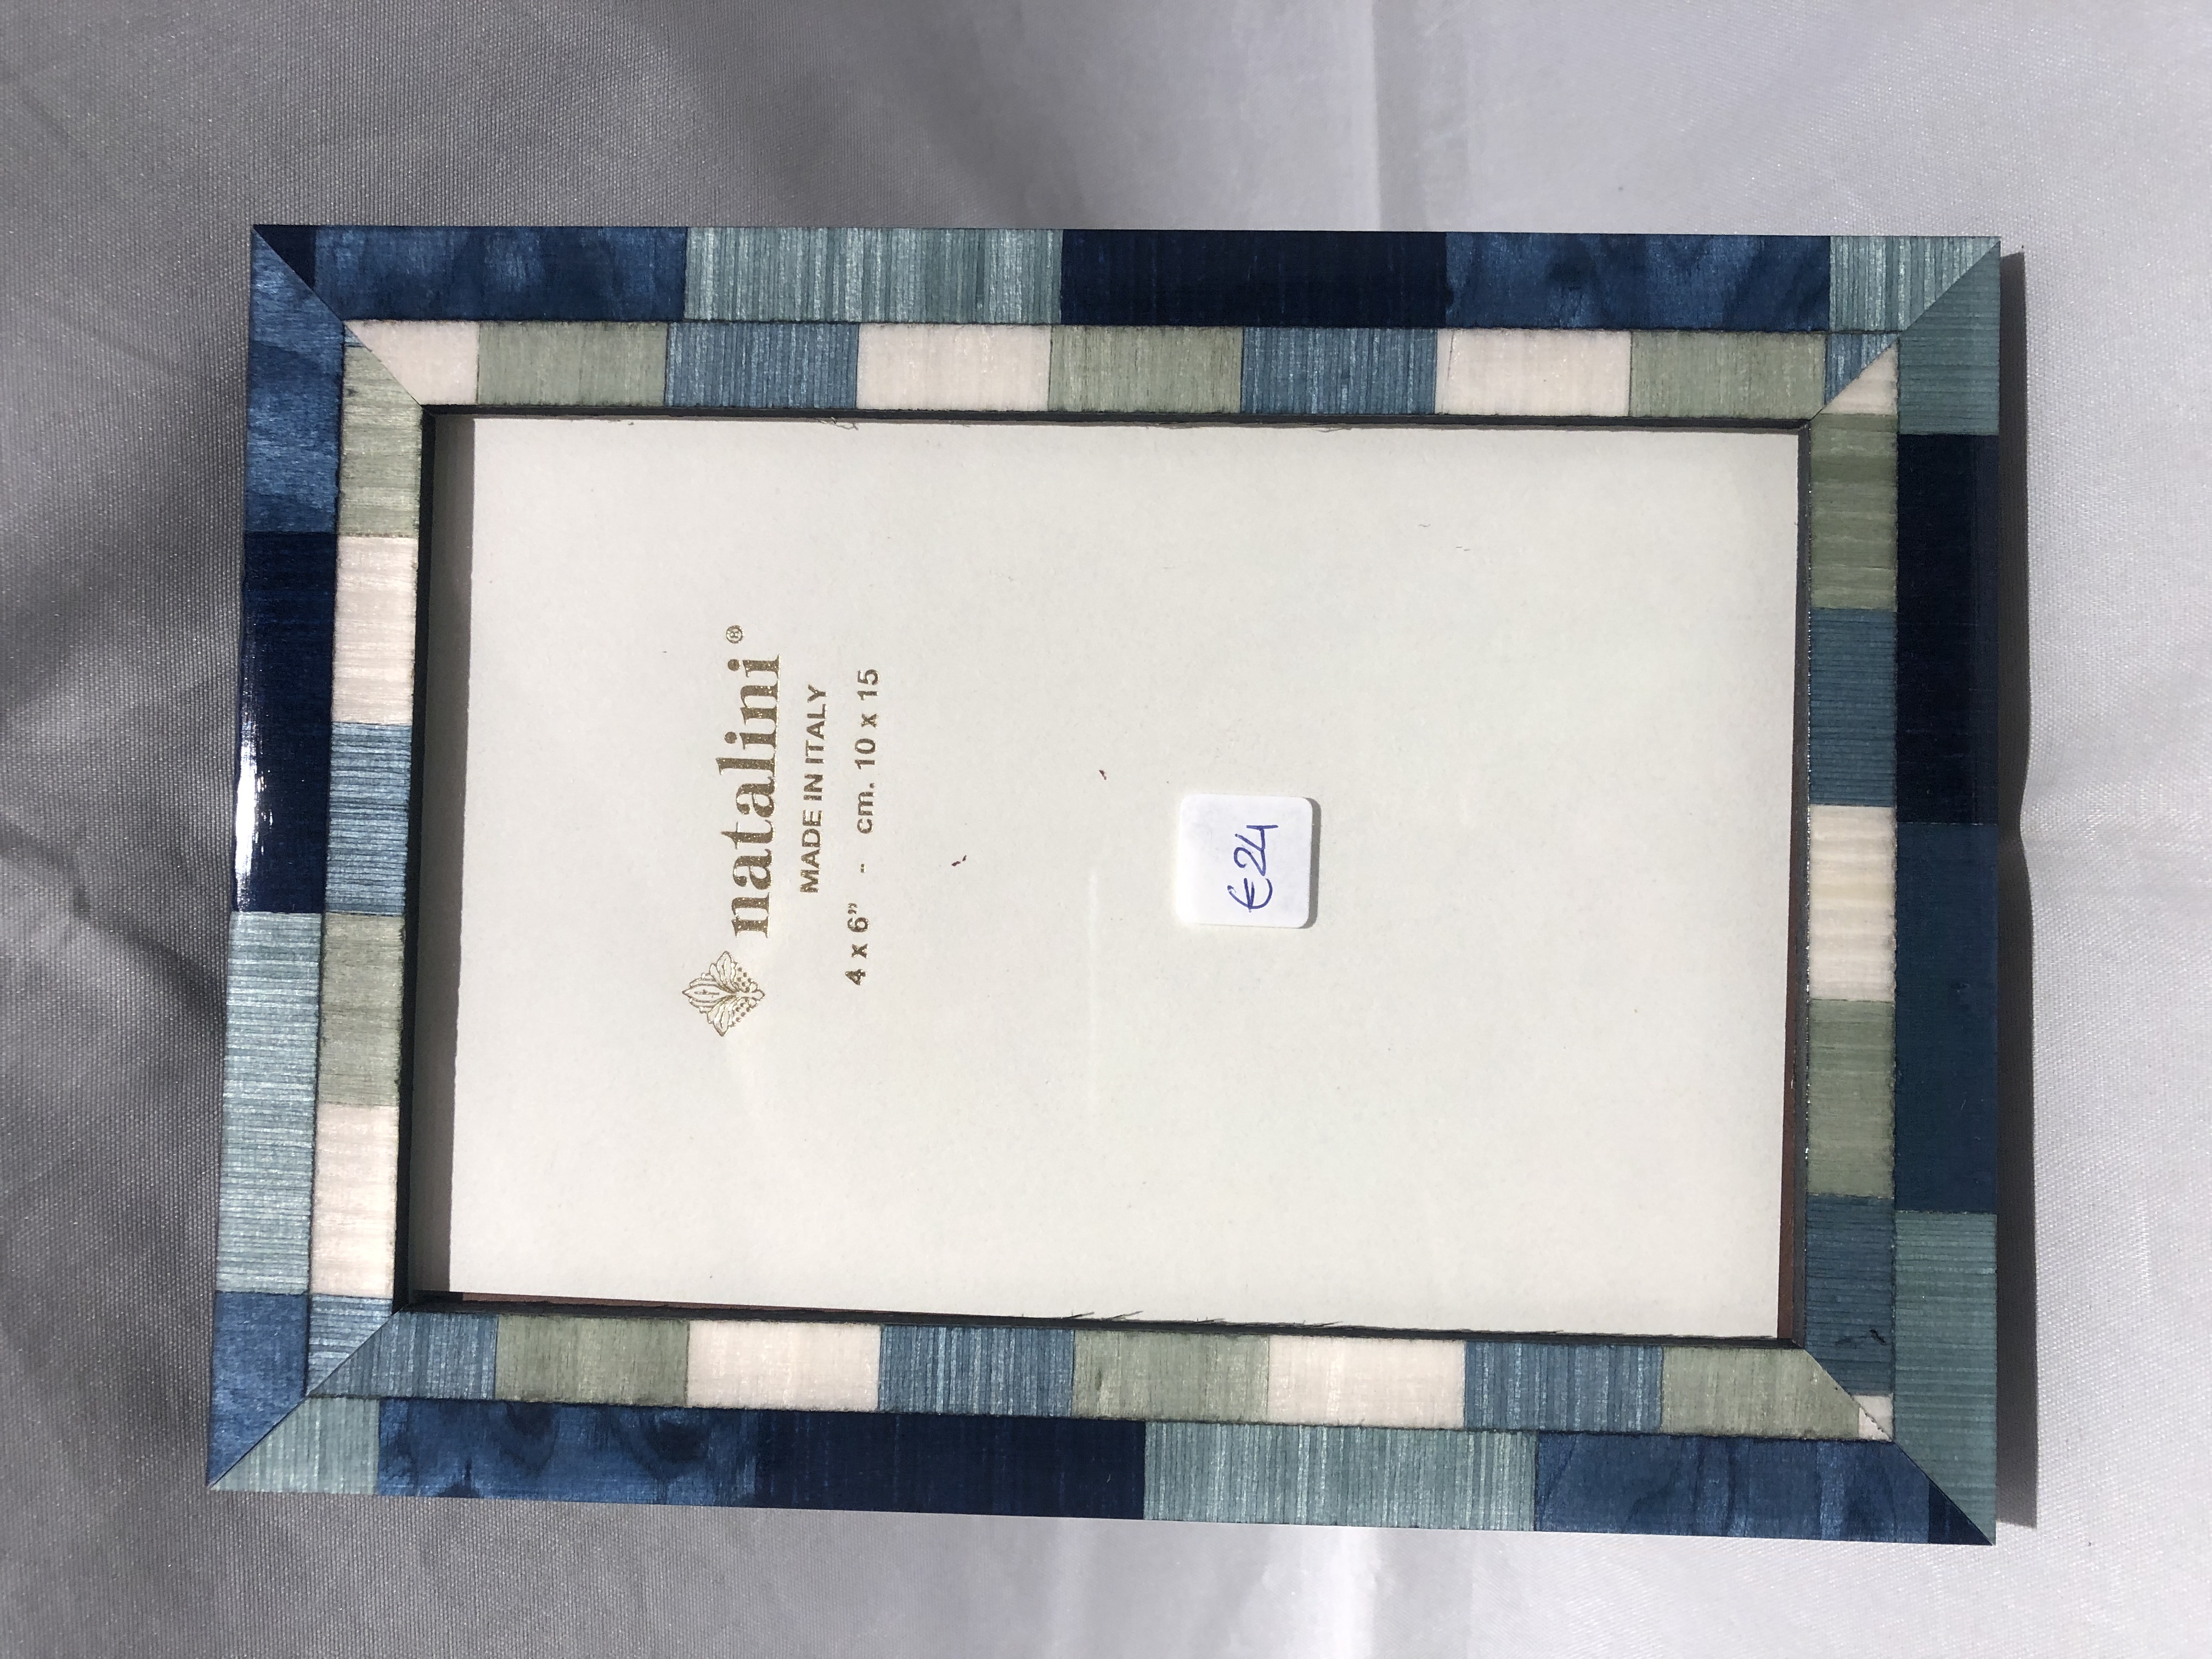 natalini®
MADE IN ITALY
4 x 6” - cm. 10 x 15
€24